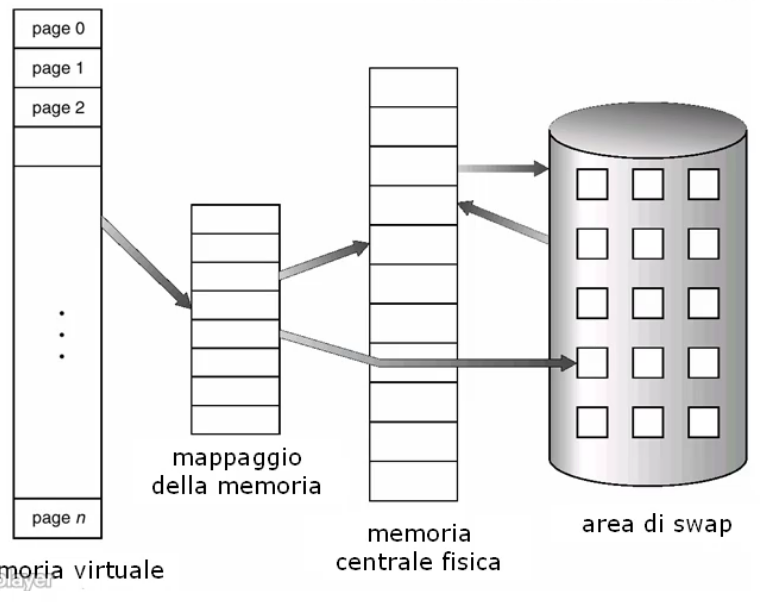 page 0
page 1
page 2
page n
moria virtuale
mappaggio
della memoria
memoria
centrale fisica
area di swap
player